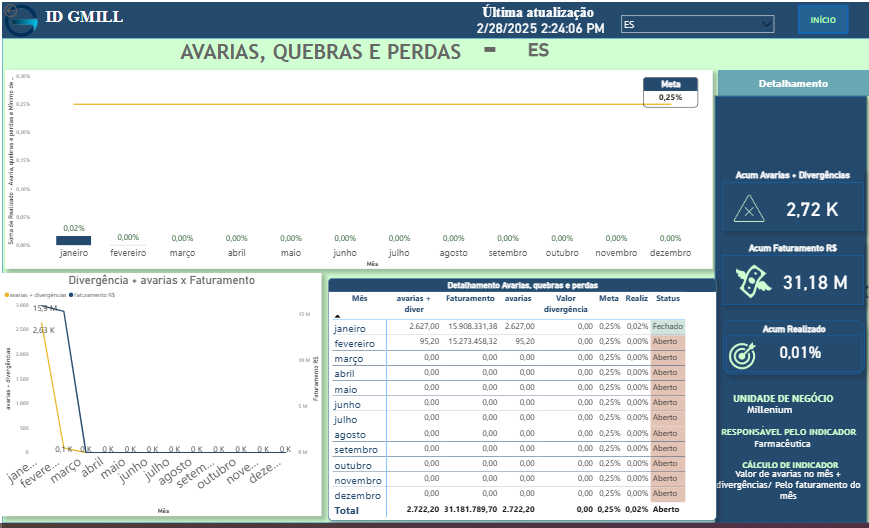 ID GMILL
Última atualização
2/28/2025 2:24:06 PM
ES
INÍCIO
AVARIAS, QUEBRAS E PERDAS - ES
Soma de Realizado - Avaria, quebras e perdas e Mínimo de ...
0,30%
0,25%
0,20%
0,15%
0,10%
0,05%
0,00%
Meta
0,25%
0,02% 0,00% 0,00% 0,00% 0,00% 0,00% 0,00% 0,00% 0,00% 0,00% 0,00% 0,00%
janeiro fevereiro março abril maio junho julho agosto setembro outubro novembro dezembro
Mês
Divergência + avarias x Faturamento
avarias + divergências Faturamento R$
avarias + divergências
3.000
2.500
2.000
1.500
1.000
500
0
15,9 M
2,63 K
0,1 K 0 K 0 K 0 K 0 K 0 K 0 K 0 K 0 K 0 K 0 K
15 M
10 M
5 M
0 M
Faturamento R$
jane... fevere... março abril maio junho julho agosto setem... outubro nove... deze...
Mês
Detalhamento Avarias, quebras e perdas
Mês avarias + diver Faturamento avarias Valor divergência Meta Realiz Status
janeiro 2.627,00 15.908.331,38 2.627,00 0,00 0,25% 0,02% Fechado
fevereiro 95,20 15.273.458,32 95,20 0,00 0,25% 0,00% Aberto
março 0,00 0,00 0,00 0,00 0,25% 0,00% Aberto
abril 0,00 0,00 0,00 0,00 0,25% 0,00% Aberto
maio 0,00 0,00 0,00 0,00 0,25% 0,00% Aberto
junho 0,00 0,00 0,00 0,00 0,25% 0,00% Aberto
julho 0,00 0,00 0,00 0,00 0,25% 0,00% Aberto
agosto 0,00 0,00 0,00 0,00 0,25% 0,00% Aberto
setembro 0,00 0,00 0,00 0,00 0,25% 0,00% Aberto
outubro 0,00 0,00 0,00 0,00 0,25% 0,00% Aberto
novembro 0,00 0,00 0,00 0,00 0,25% 0,00% Aberto
dezembro 0,00 0,00 0,00 0,00 0,25% 0,00% Aberto
Total 2.722,20 31.181.789,70 2.722,20 0,00 0,25% 0,02% Aberto
Detalhamento
Acum Avarias + Divergências
2,72 K
Acum Faturamento R$
31,18 M
Acum Realizado
0,01%
UNIDADE DE NEGÓCIO
Millenium
RESPONSÁVEL PELO INDICADOR
Farmacêutica
CÁLCULO DE INDICADOR
Valor de avarias no mês +
divergências/ Pelo faturamento do
mês